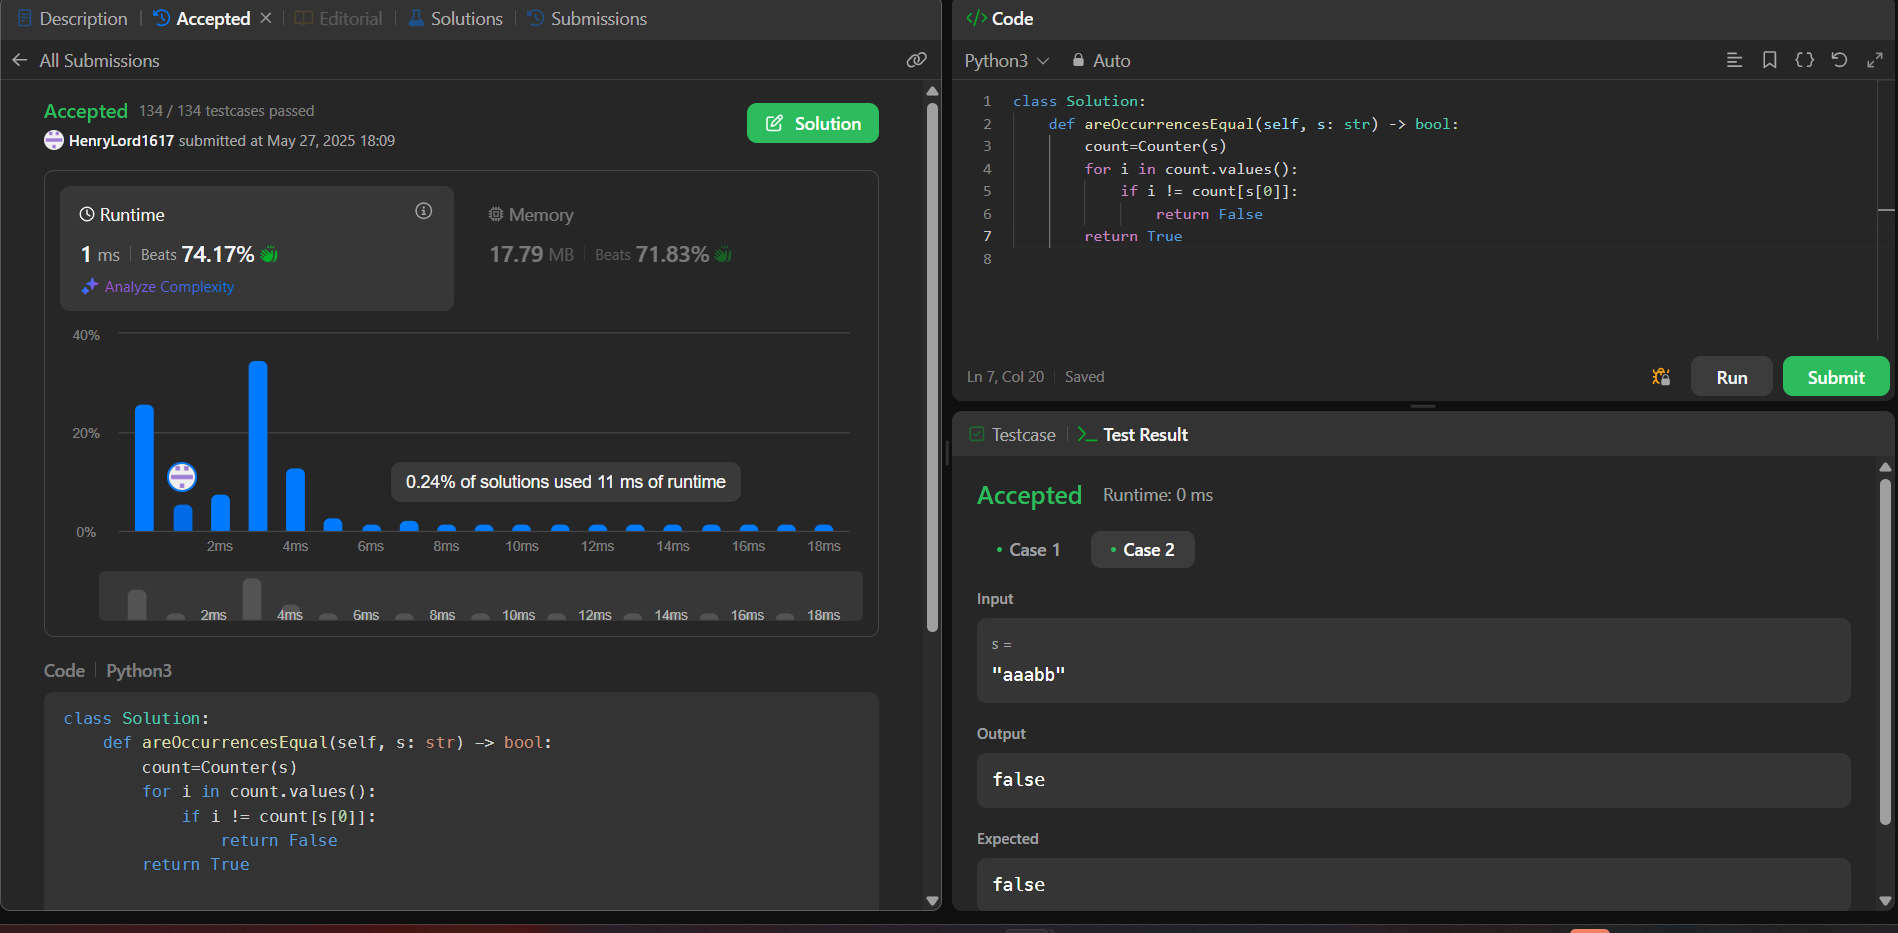 Description
Accepted
Editorial
Solutions
Submissions
All Submissions
Accepted 134 / 134 testcases passed
HenryLord1617 submitted at May 27, 2025 18:09
Solution
Runtime
1 ms Beats 74.17%
Analyze Complexity
Memory
17.79 MB Beats 71.83%
40%
20%
0%
0.24% of solutions used 11 ms of runtime
2ms 4ms 6ms 8ms 10ms 12ms 14ms 16ms 18ms
2ms 4ms 6ms 8ms 10ms 12ms 14ms 16ms 18ms
Code Python3
class Solution:
    def areOccurrencesEqual(self, s: str) -> bool:
        count=Counter(s)
        for i in count.values():
            if i != count[s[0]]:
                return False
        return True
</> Code
Python3 Auto
1 class Solution:
2     def areOccurrencesEqual(self, s: str) -> bool:
3         count=Counter(s)
4         for i in count.values():
5             if i != count[s[0]]:
6                 return False
7         return True
8
Ln 7, Col 20 Saved
Run
Submit
Testcase
>_ Test Result
Accepted Runtime: 0 ms
• Case 1
• Case 2
Input
s =
"aaabb"
Output
false
Expected
false